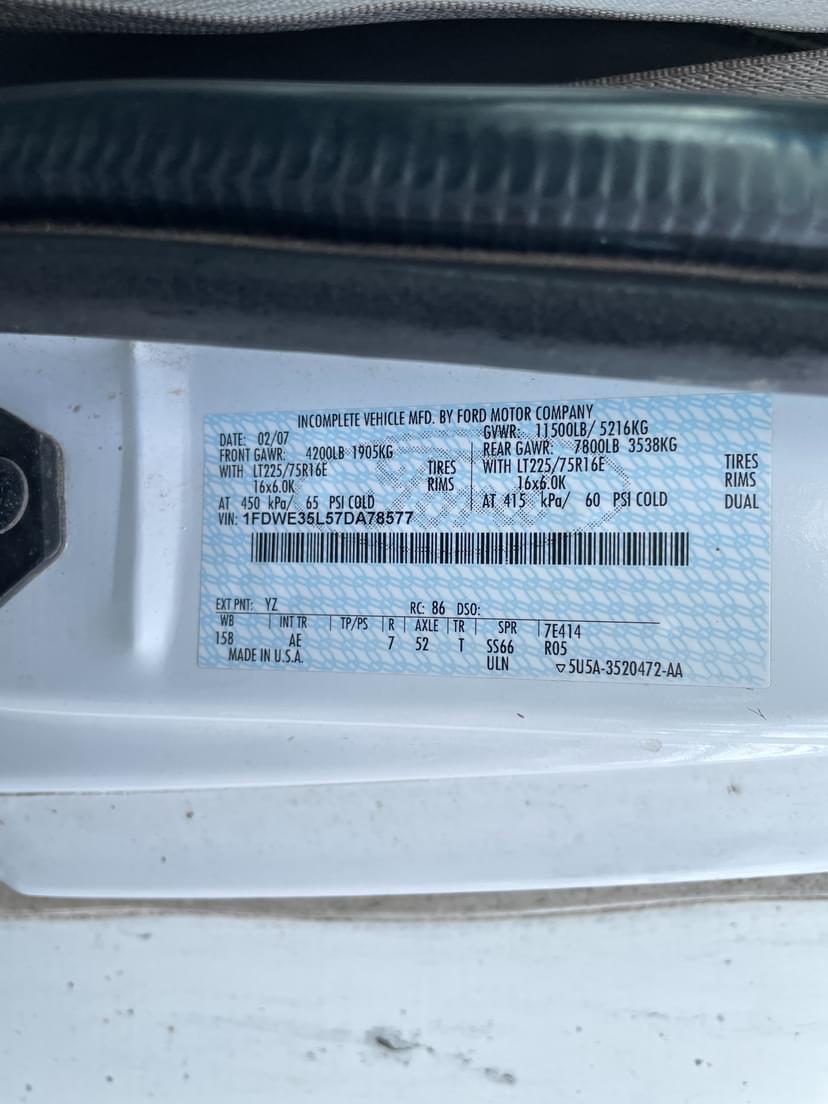 INCOMPLETE VEHICLE MFD. BY FORD MOTOR COMPANY
DATE: 02/07 GVWR: 11500LB/ 5216KG
FRONT GAWR: 4200LB 1905KG REAR GAWR: 7800LB 3538KG
WITH LT225/75R16E TIRES WITH LT225/75R16E TIRES
16x6.0K RIMS 16x6.0K RIMS
AT 450 kPa/ 65 PSI COLD AT 415 kPa/ 60 PSI COLD DUAL
VIN: 1FDWE35L57DA78577
EXT PNT: YZ RC: 86 DSO:
WB INT TR TP/PS R AXLE TR SPR 7E414
158 AE 7 52 T SS66 R05
MADE IN U.S.A. ULN ▽5U5A-3520472-AA